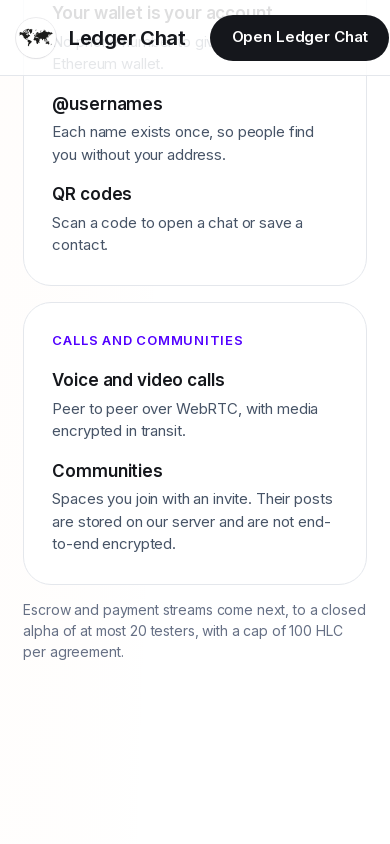 Your wallet is your account
Ledger Chat
Open Ledger Chat
Ethereum wallet.
@usernames
Each name exists once, so people find
you without your address.
QR codes
Scan a code to open a chat or save a
contact.
CALLS AND COMMUNITIES
Voice and video calls
Peer to peer over WebRTC, with media
encrypted in transit.
Communities
Spaces you join with an invite. Their posts
are stored on our server and are not end-
to-end encrypted.
Escrow and payment streams come next, to a closed
alpha of at most 20 testers, with a cap of 100 HLC
per agreement.